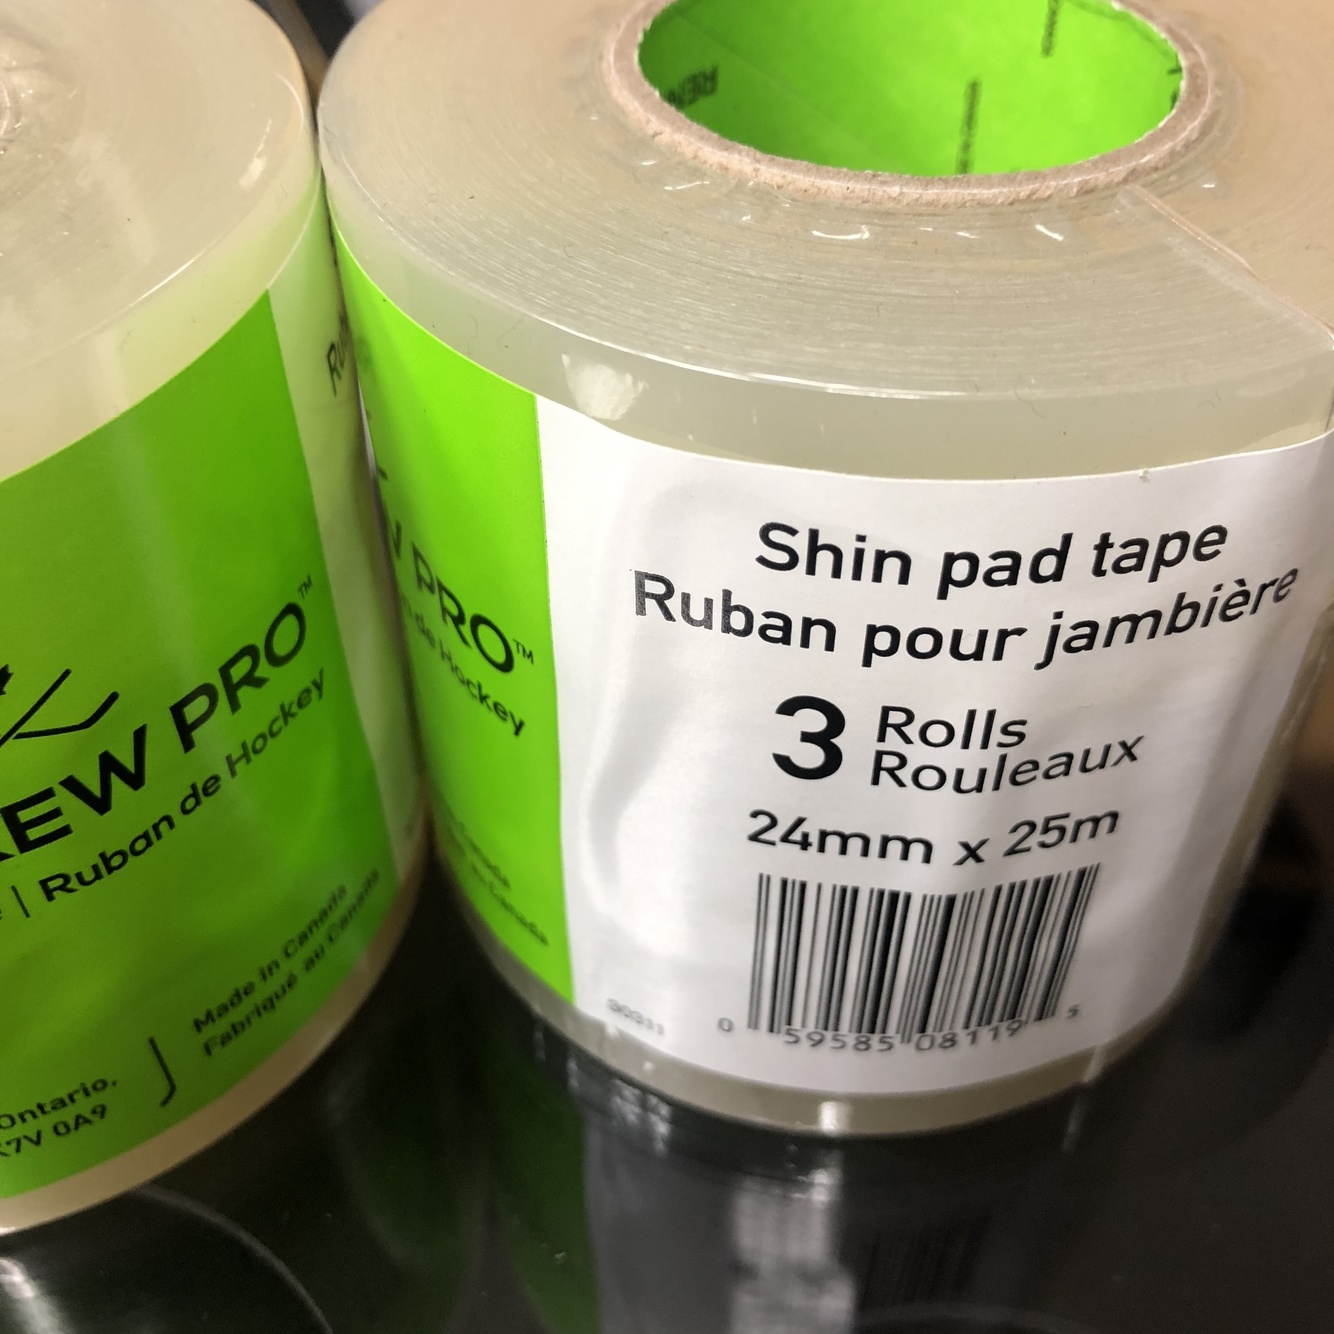 EW PRO™
Ruban de Hockey
Made in Canada
Fabriqué au Canada
Ontario.
K7V 0A9
PRO™
de Hockey
Shin pad tape
Ruban pour jambière
3 Rolls
Rouleaux
24mm x 25m
0 59585 08119 5